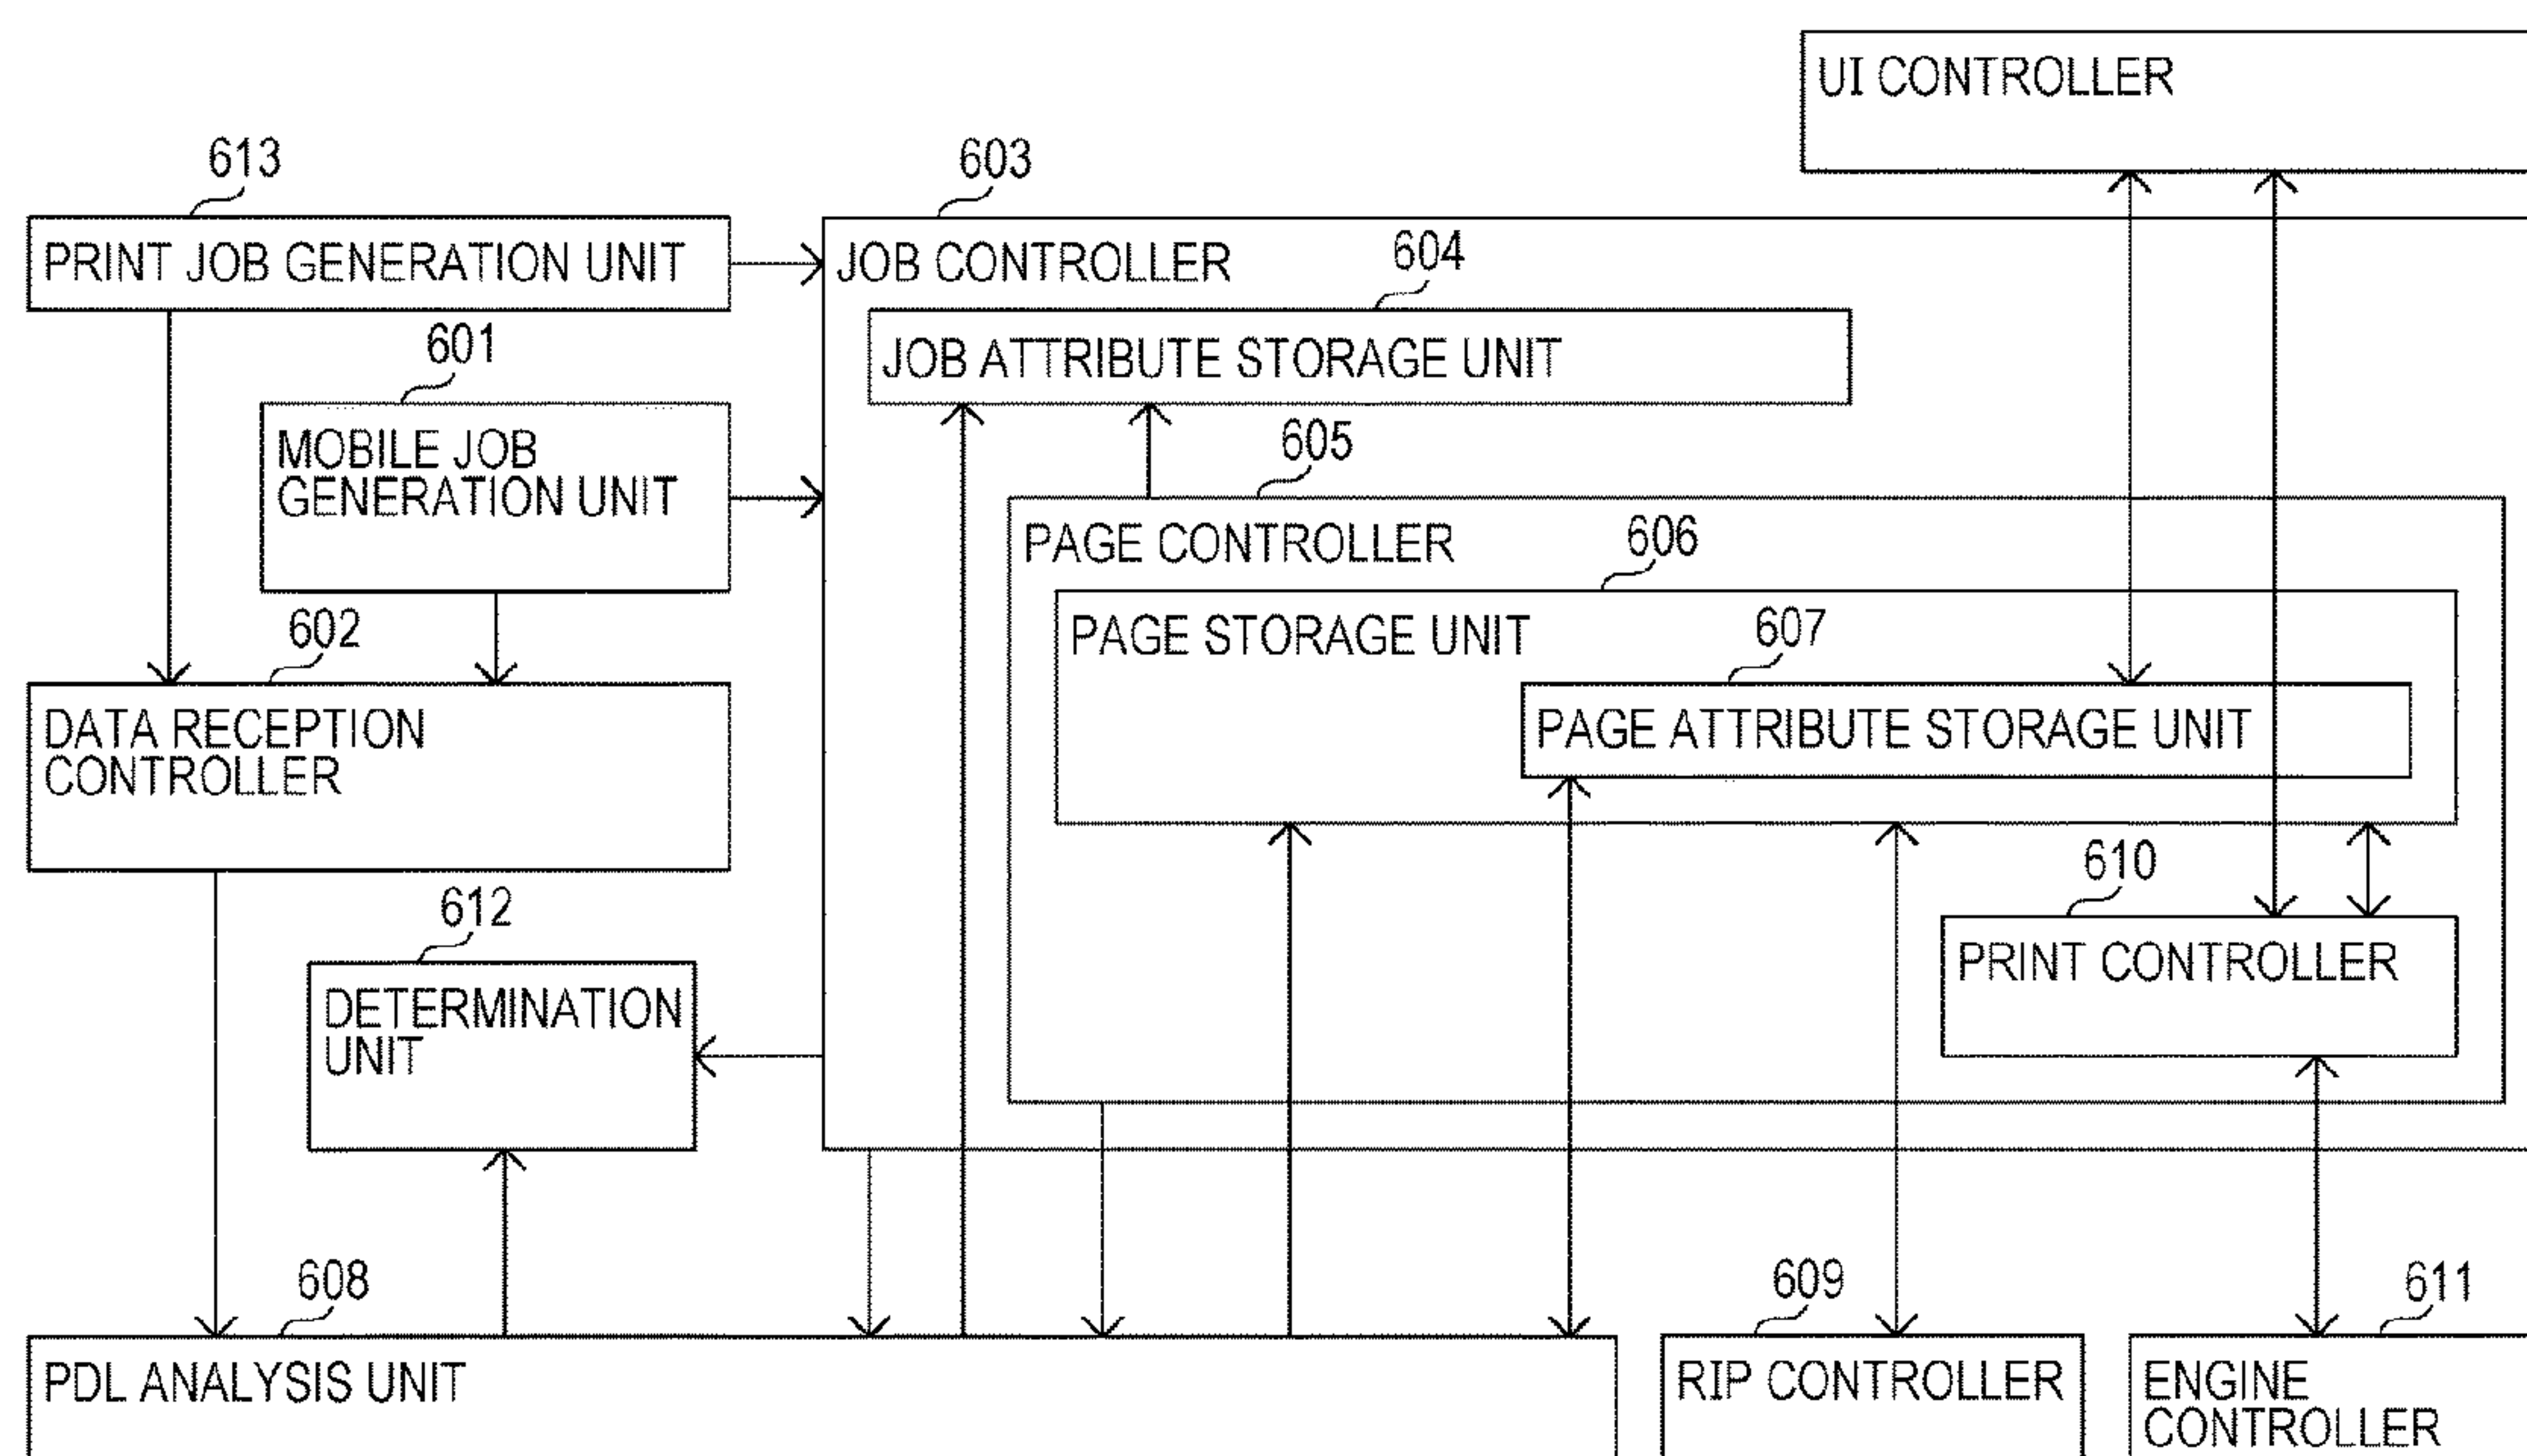 UI CONTROLLER
613
603
PRINT JOB GENERATION UNIT
JOB CONTROLLER
604
601
JOB ATTRIBUTE STORAGE UNIT
MOBILE JOB
GENERATION UNIT
605
PAGE CONTROLLER
606
602
PAGE STORAGE UNIT
607
DATA RECEPTION
CONTROLLER
PAGE ATTRIBUTE STORAGE UNIT
612
610
DETERMINATION
UNIT
PRINT CONTROLLER
608
609
611
PDL ANALYSIS UNIT
RIP CONTROLLER
ENGINE
CONTROLLER